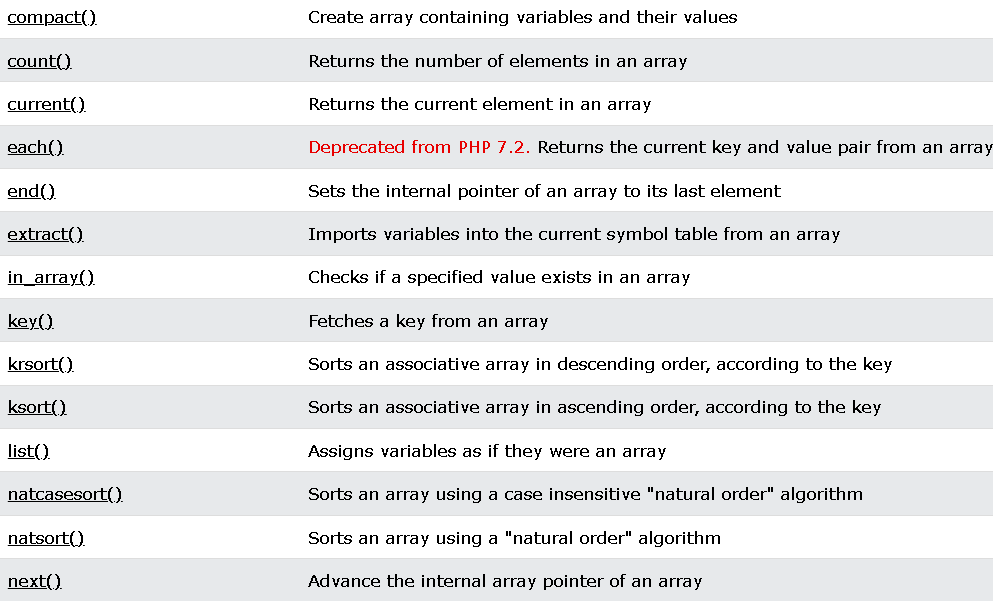 compact() Create array containing variables and their values
count() Returns the number of elements in an array
current() Returns the current element in an array
each() Deprecated from PHP 7.2. Returns the current key and value pair from an array
end() Sets the internal pointer of an array to its last element
extract() Imports variables into the current symbol table from an array
in_array() Checks if a specified value exists in an array
key() Fetches a key from an array
krsort() Sorts an associative array in descending order, according to the key
ksort() Sorts an associative array in ascending order, according to the key
list() Assigns variables as if they were an array
natcasesort() Sorts an array using a case insensitive "natural order" algorithm
natsort() Sorts an array using a "natural order" algorithm
next() Advance the internal array pointer of an array